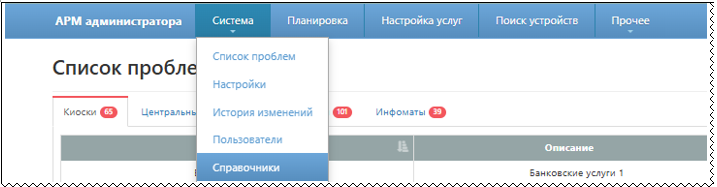 АРМ администратора Система Планировка Настройка услуг Поиск устройств Прочее
Список пробле
Список проблем
Настройки
История изменений
Пользователи
Справочники
Киоски 65 Центральны 101 Инфоматы 39
Описание
Банковские услуги 1